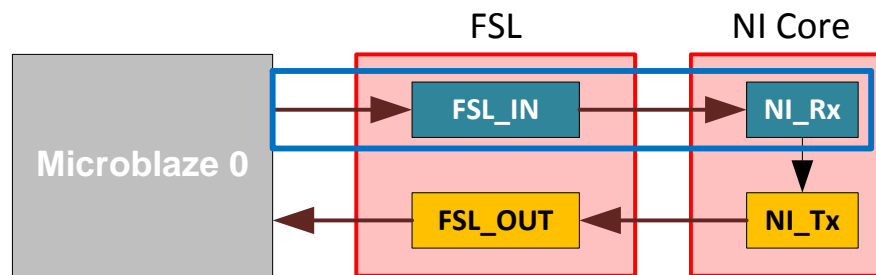 FSL
NI Core
FSL_IN
NI_Rx
Microblaze 0
FSL_OUT
NI_Tx